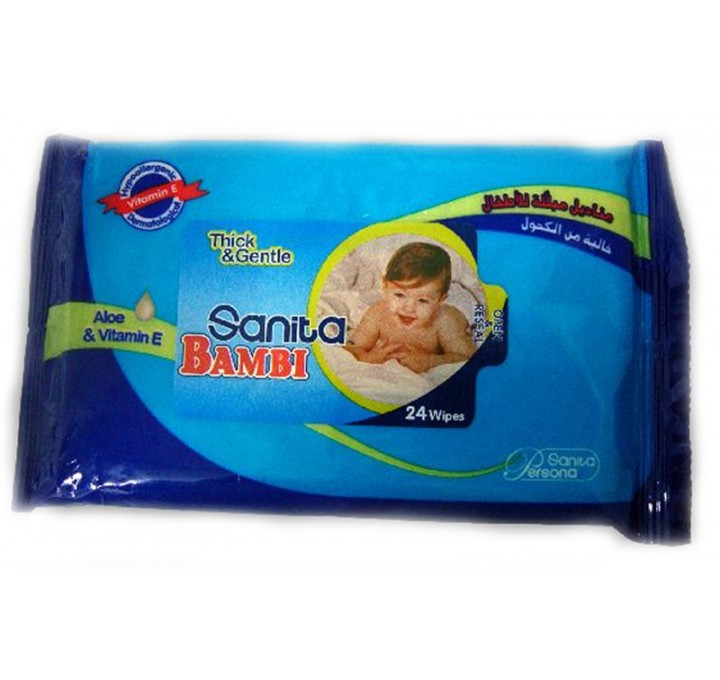 Hypoallergenic
Vitamin E
Dermatological
مناديل مبللة للأطفال
خالية من الكحول
Thick
& Gentle
Aloe
& Vitamin E
Sanita
BAMBI
OPEN
&
RESEAL
24 Wipes
Sanita
Persona